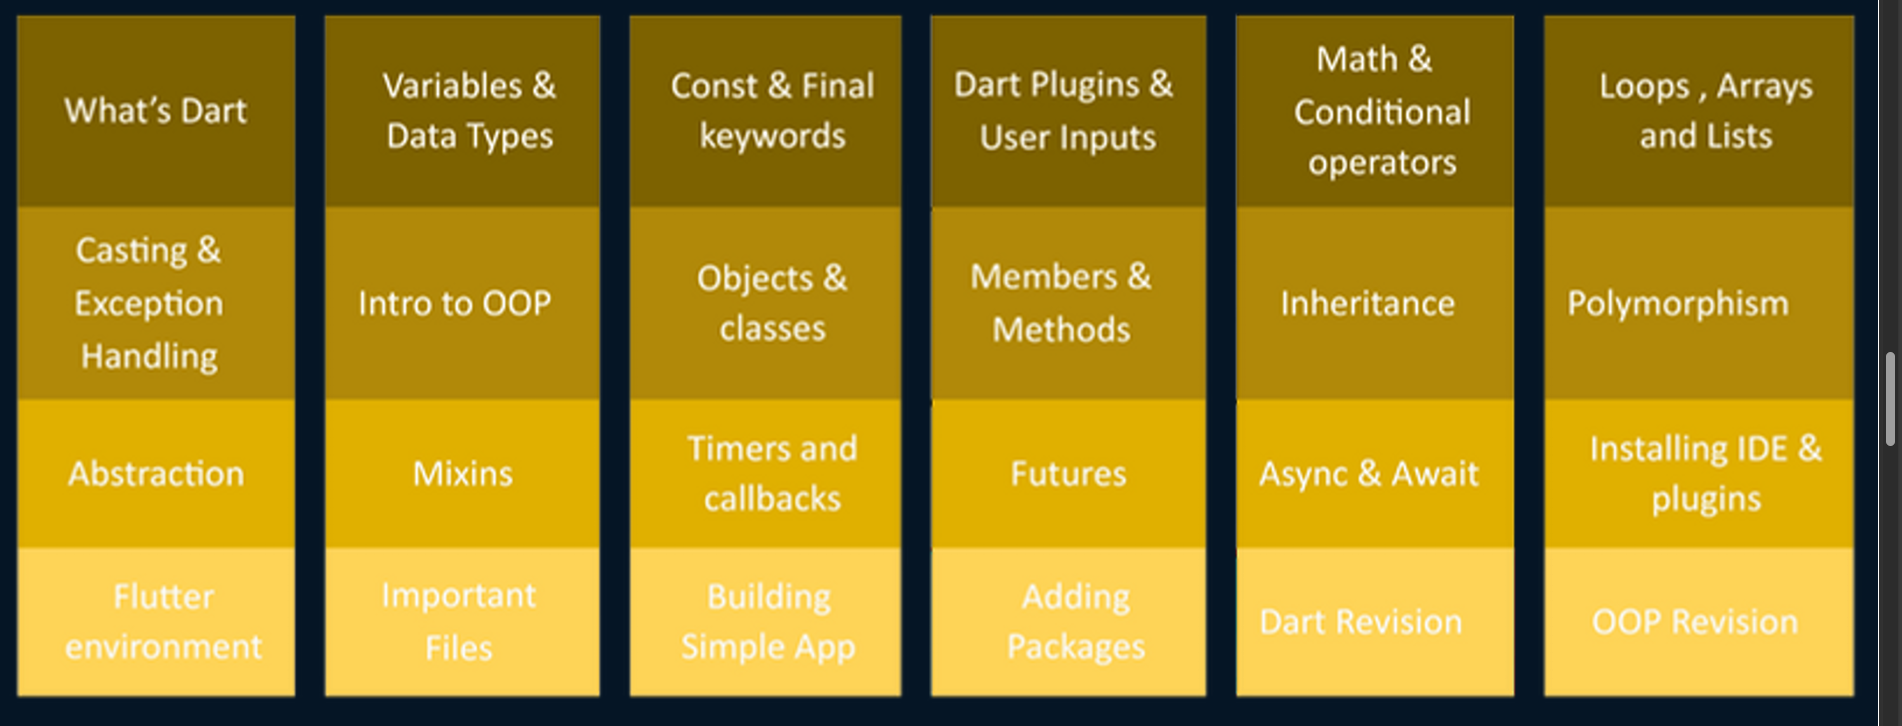 What's Dart
Variables &
Data Types
Const & Final
keywords
Dart Plugins &
User Inputs
Math &
Conditional
operators
Loops , Arrays
and Lists
Casting &
Exception
Handling
Intro to OOP
Objects &
classes
Members &
Methods
Inheritance
Polymorphism
Abstraction
Mixins
Timers and
callbacks
Futures
Async & Await
Installing IDE &
plugins
Flutter
environment
Important
Files
Building
Simple App
Adding
Packages
Dart Revision
OOP Revision